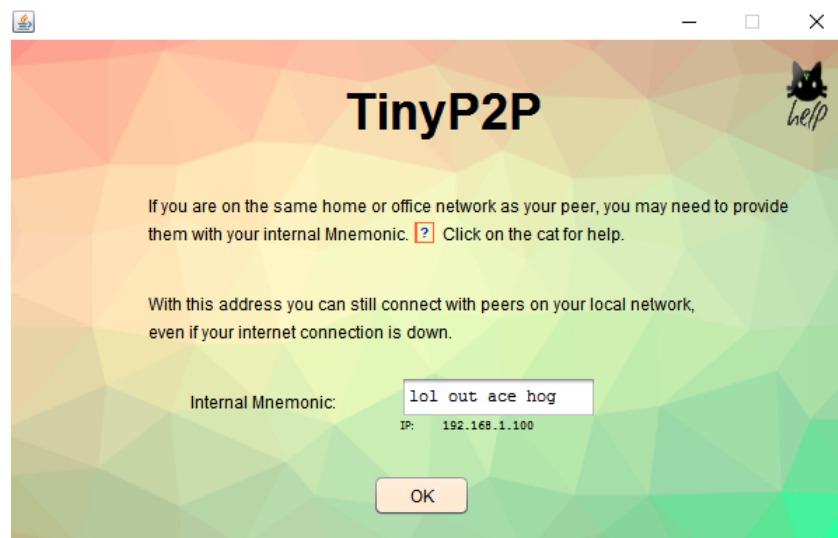 help
TinyP2P
If you are on the same home or office network as your peer, you may need to provide
them with your internal Mnemonic. ? Click on the cat for help.
With this address you can still connect with peers on your local network,
even if your internet connection is down.
Internal Mnemonic: lol out ace hog
IP: 192.168.1.100
OK